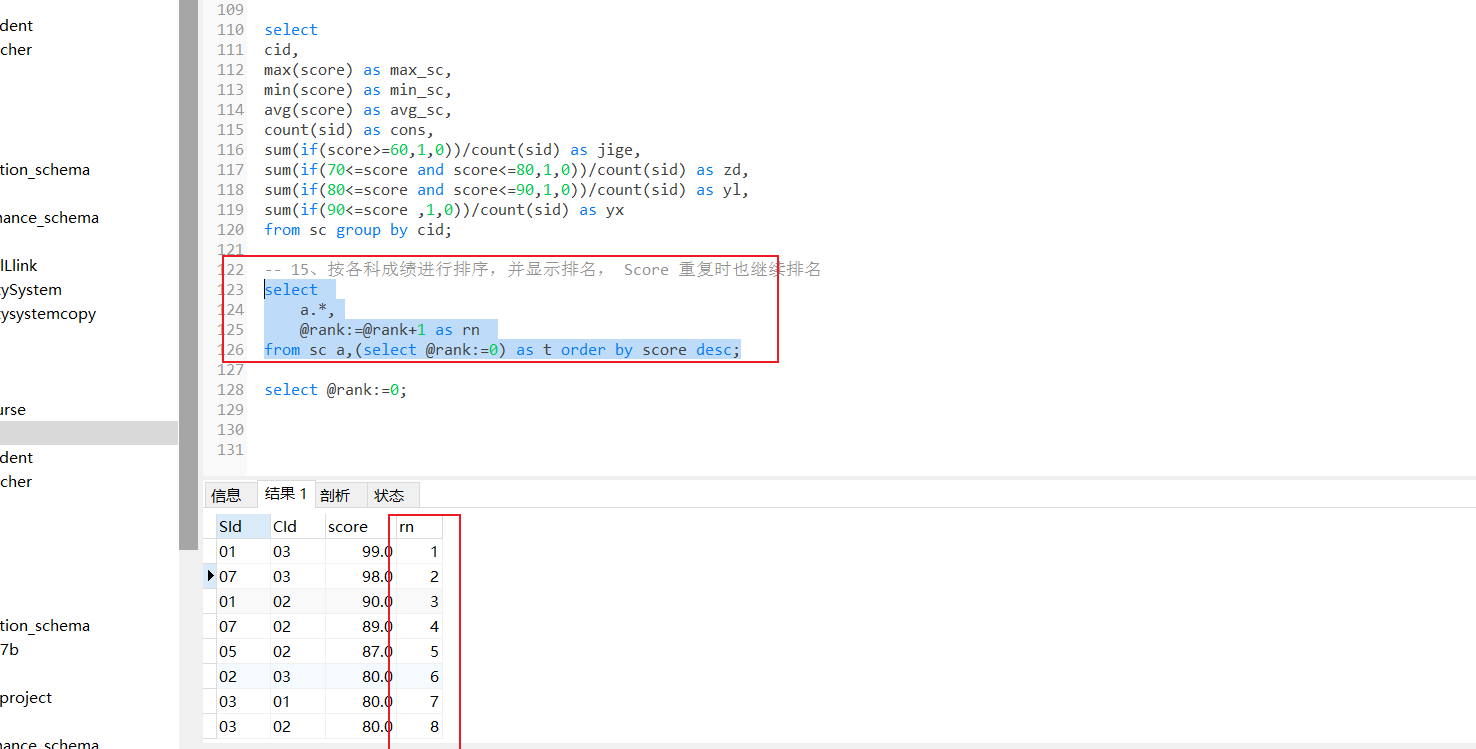 dent
cher
tion_schema
nance_schema
lLlink
zySystem
zysystemcopy
urse
dent
cher
tion_schema
7b
project
nance_schema
109
110 select
111 cid,
112 max(score) as max_sc,
113 min(score) as min_sc,
114 avg(score) as avg_sc,
115 count(sid) as cons,
116 sum(if(score>=60,1,0))/count(sid) as jige,
117 sum(if(70<=score and score<=80,1,0))/count(sid) as zd,
118 sum(if(80<=score and score<=90,1,0))/count(sid) as yl,
119 sum(if(90<=score ,1,0))/count(sid) as yx
120 from sc group by cid;
121
122 -- 15、按各科成绩进行排序，并显示排名， Score 重复时也继续排名
123 select
124 a.*,
125 @rank:=@rank+1 as rn
126 from sc a,(select @rank:=0) as t order by score desc;
127
128 select @rank:=0;
129
130
131
信息 结果 1 剖析 状态
SId CId score rn
01 03 99.0 1
07 03 98.0 2
01 02 90.0 3
07 02 89.0 4
05 02 87.0 5
02 03 80.0 6
03 01 80.0 7
03 02 80.0 8